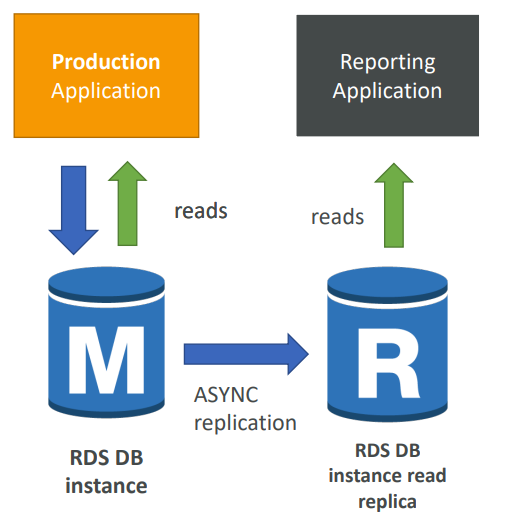 Production
Application
Reporting
Application
reads
reads
M
R
ASYNC
replication
RDS DB
instance
RDS DB
instance read
replica